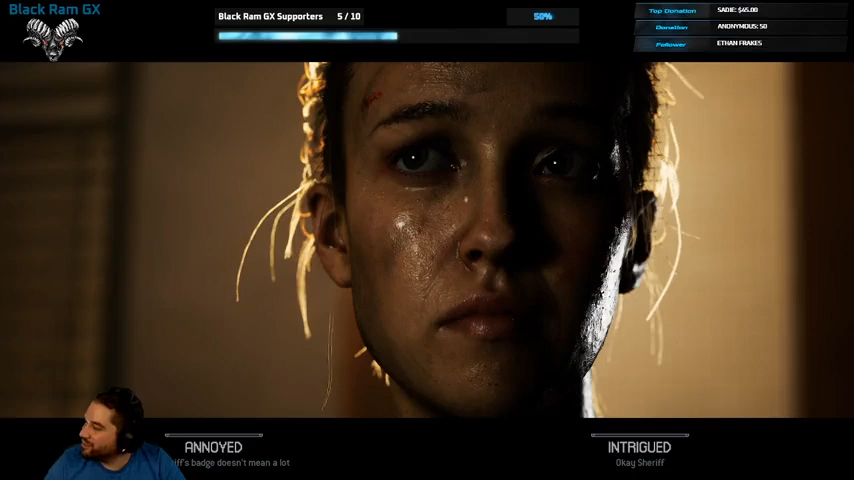 Black Ram GX
Black Ram GX Supporters 5 / 10
50%
Top Donation SADIE: $65.00
Donation ANONYMOUS: 50
Follower ETHAN FRAKES
ANNOYED
iff's badge doesn't mean a lot
INTRIGUED
Okay Sheriff